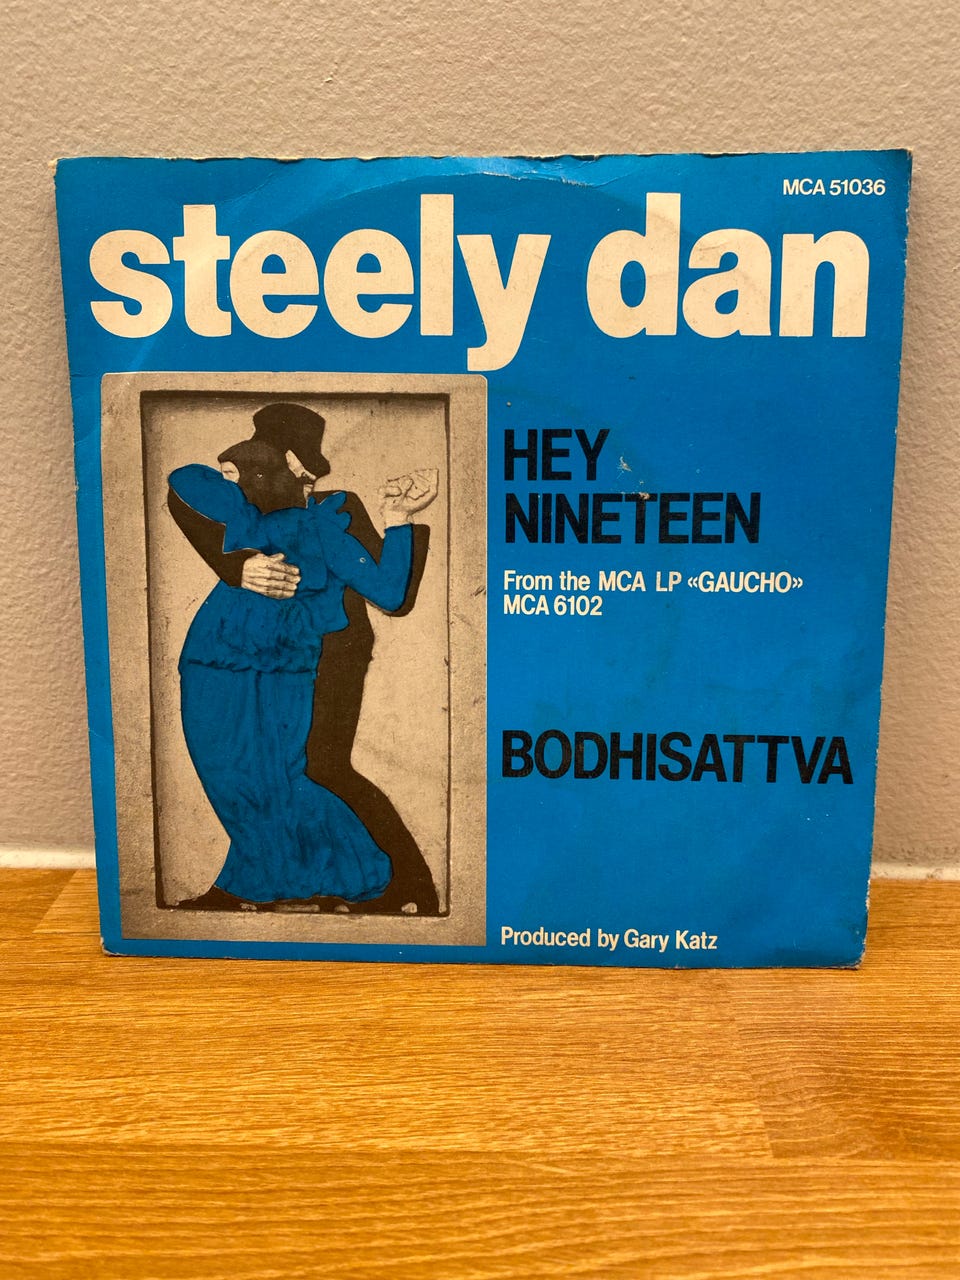 MCA 51036
steely dan
HEY
NINETEEN
From the MCA LP «GAUCHO»
MCA 6102
BODHISATTVA
Produced by Gary Katz